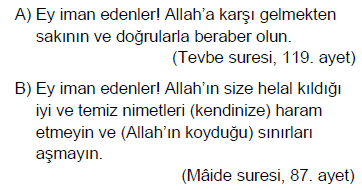 A) Ey iman edenler! Allah'a karşı gelmekten
sakının ve doğrularla beraber olun.
(Tevbe suresi, 119. ayet)
B) Ey iman edenler! Allah'ın size helal kıldığı
iyi ve temiz nimetleri (kendinize) haram
etmeyin ve (Allah'ın koyduğu) sınırları
aşmayın.
(Mâide suresi, 87. ayet)